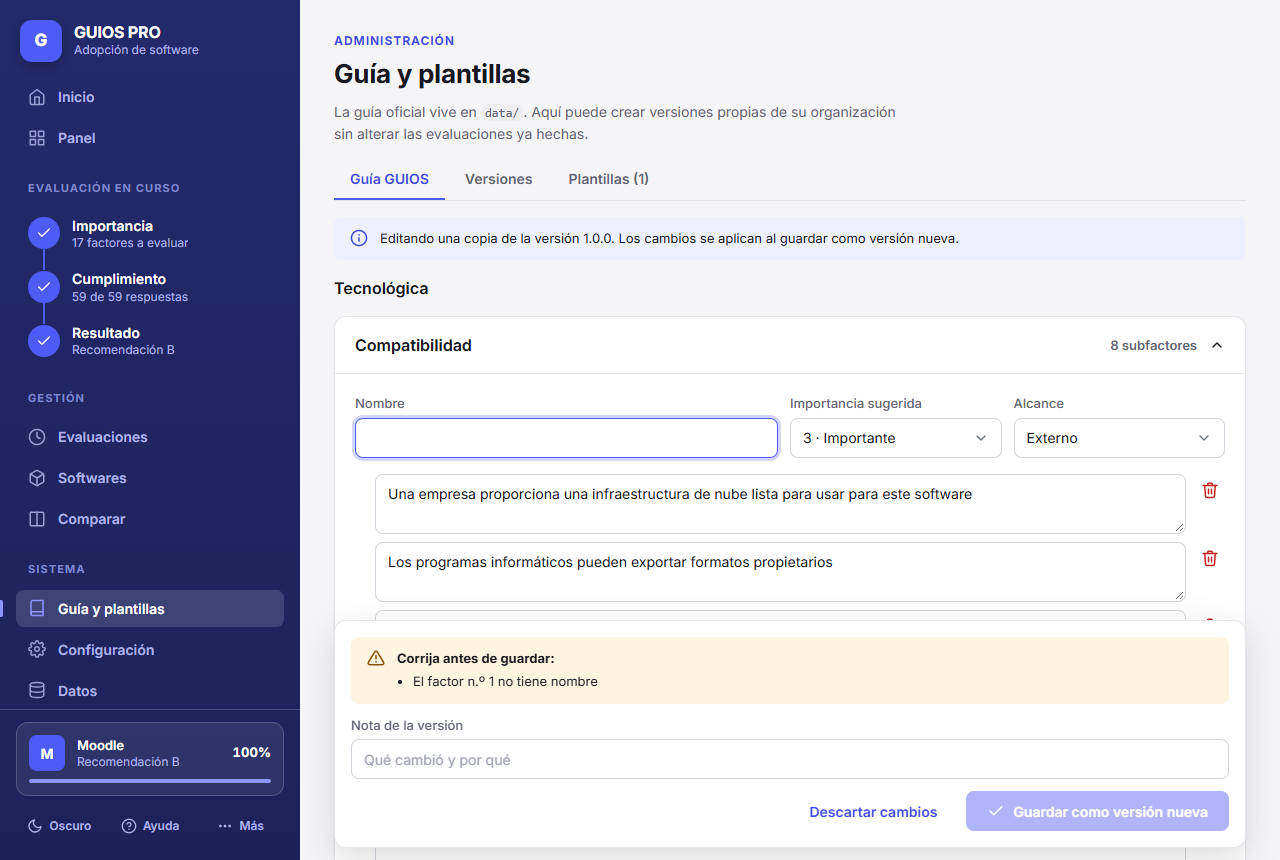 G
GUIOS PRO
Adopción de software
Inicio
Panel
EVALUACIÓN EN CURSO
Importancia
17 factores a evaluar
Cumplimiento
59 de 59 respuestas
Resultado
Recomendación B
GESTIÓN
Evaluaciones
Softwares
Comparar
SISTEMA
Guía y plantillas
Configuración
Datos
M
Moodle
Recomendación B
100%
Oscuro
Ayuda
Más
ADMINISTRACIÓN
Guía y plantillas
La guía oficial vive en data/. Aquí puede crear versiones propias de su organización
sin alterar las evaluaciones ya hechas.
Guía GUIOS
Versiones
Plantillas (1)
Editando una copia de la versión 1.0.0. Los cambios se aplican al guardar como versión nueva.
Tecnológica
Compatibilidad
8 subfactores
Nombre
Importancia sugerida
Alcance
3 · Importante
Externo
Una empresa proporciona una infraestructura de nube lista para usar para este software
Los programas informáticos pueden exportar formatos propietarios
Corrija antes de guardar:
• El factor n.º 1 no tiene nombre
Nota de la versión
Qué cambió y por qué
Descartar cambios
Guardar como versión nueva